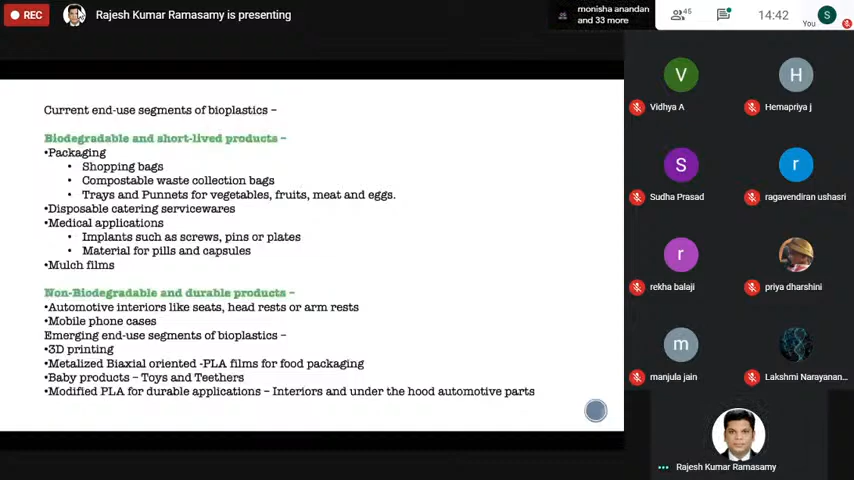 REC
Rajesh Kumar Ramasamy is presenting
monisha anandan
and 33 more
45
14:42
You
S
Current end-use segments of bioplastics –
Biodegradable and short-lived products –
•Packaging
• Shopping bags
• Compostable waste collection bags
• Trays and Punnets for vegetables, fruits, meat and eggs.
•Disposable catering servicewares
•Medical applications
• Implants such as screws, pins or plates
• Material for pills and capsules
•Mulch films
Non-Biodegradable and durable products –
•Automotive interiors like seats, head rests or arm rests
•Mobile phone cases
Emerging end-use segments of bioplastics –
•3D printing
•Metalized Biaxial oriented -PLA films for food packaging
•Baby products – Toys and Teethers
•Modified PLA for durable applications – Interiors and under the hood automotive parts
V
Vidhya A
H
Hemapriya j
S
Sudha Prasad
r
ragavendiran ushasri
r
rekha balaji
priya dharshini
m
manjula jain
Lakshmi Narayanan...
Rajesh Kumar Ramasamy